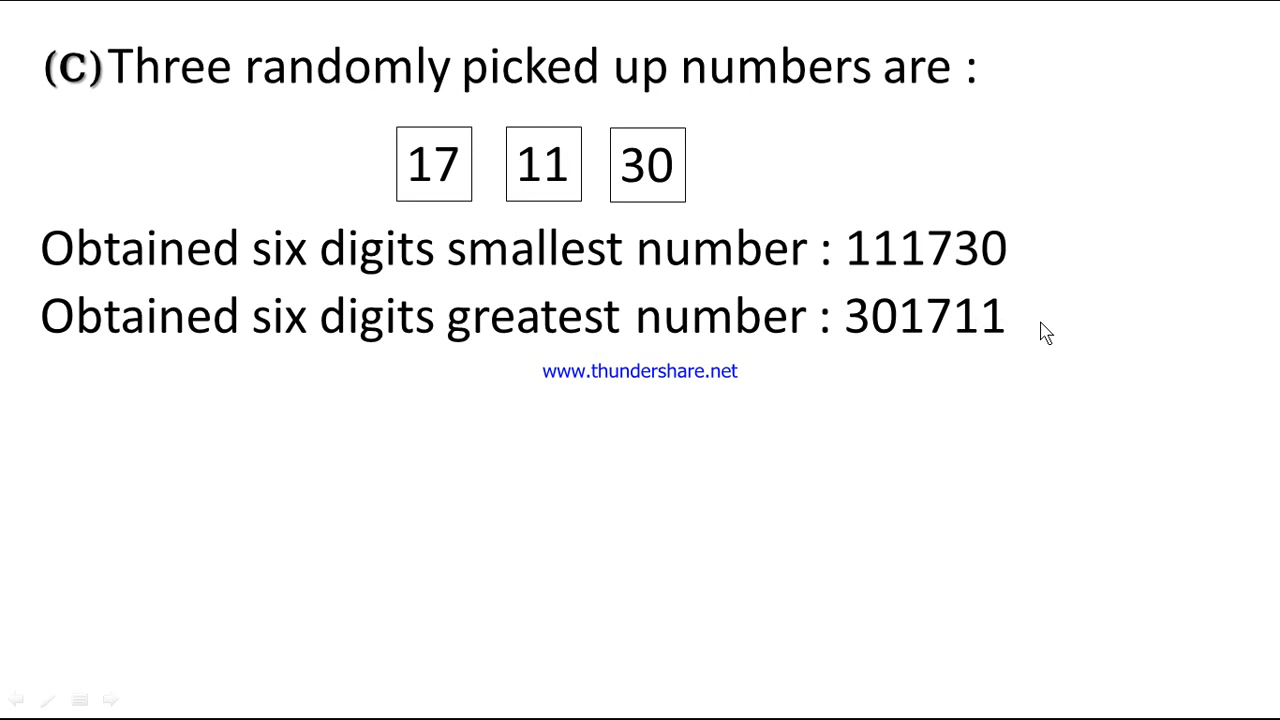 (C) Three randomly picked up numbers are :
17 11 30
Obtained six digits smallest number : 111730
Obtained six digits greatest number : 301711
www.thundershare.net